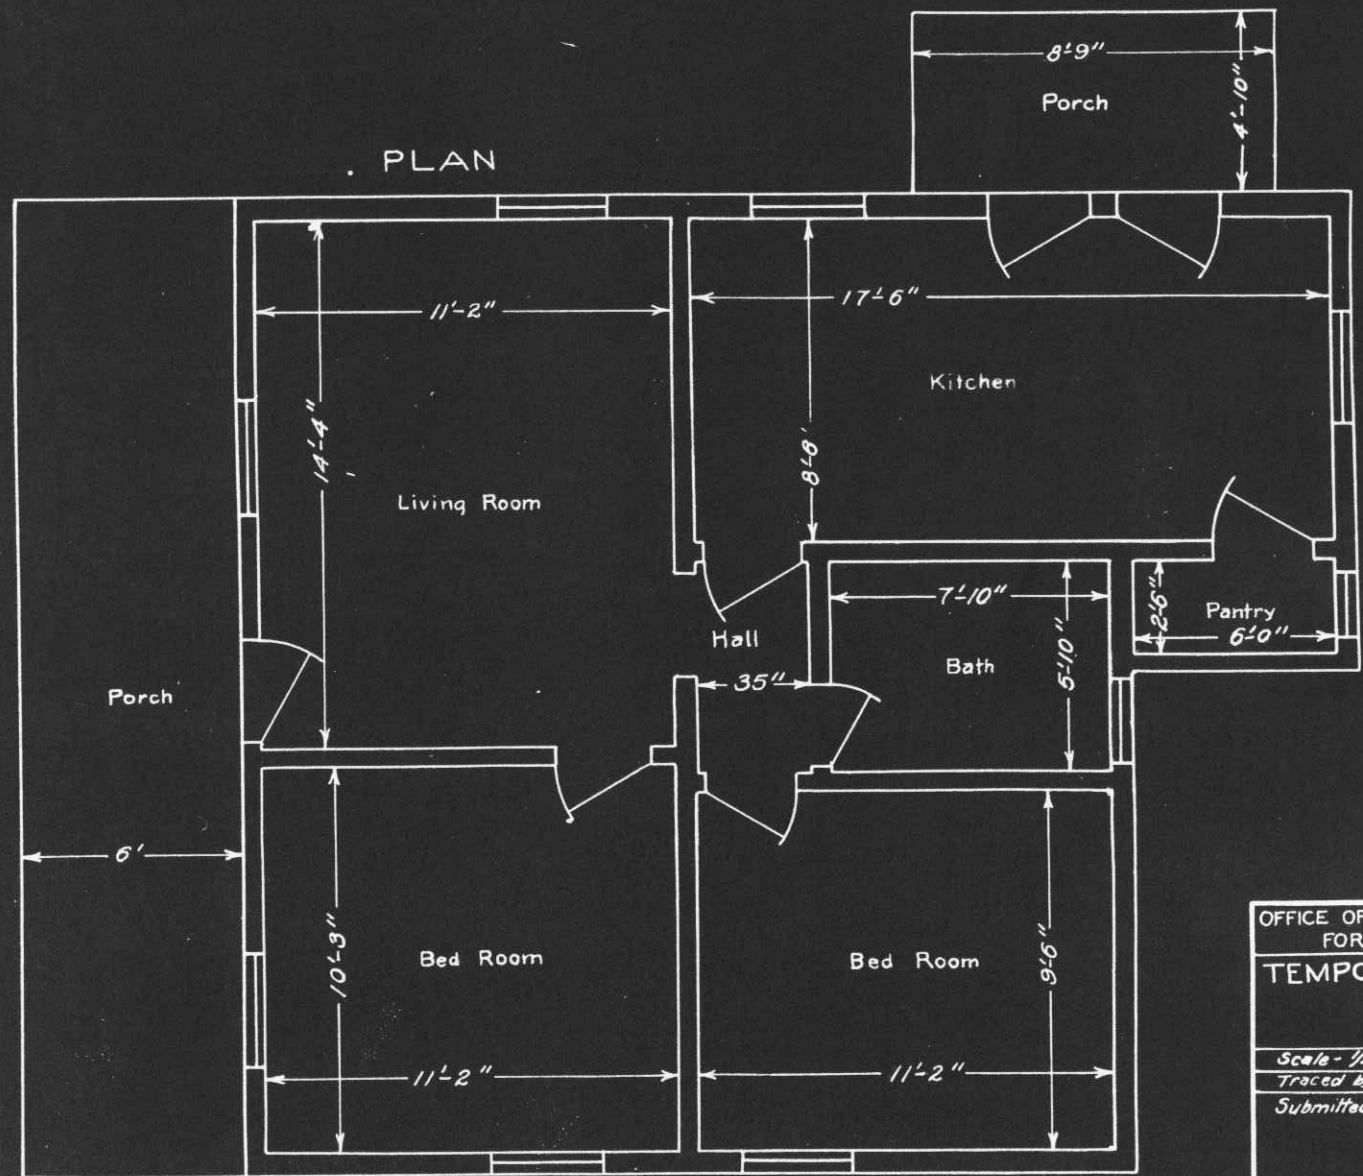 8'-9"
4'-10"
Porch
PLAN
11'-2"
17'-6"
Kitchen
14'-4"
8'-8'
Living Room
7'-10"
2'-6"
Pantry
6'-0"
Hall
Bath
5'-10"
35"
Porch
6'
10'-3"
Bed Room
Bed Room
9'-6"
11'-2"
11'-2"
OFFICE OF
FOR
TEMPO
Scale - 1/
Traced b
Submitted